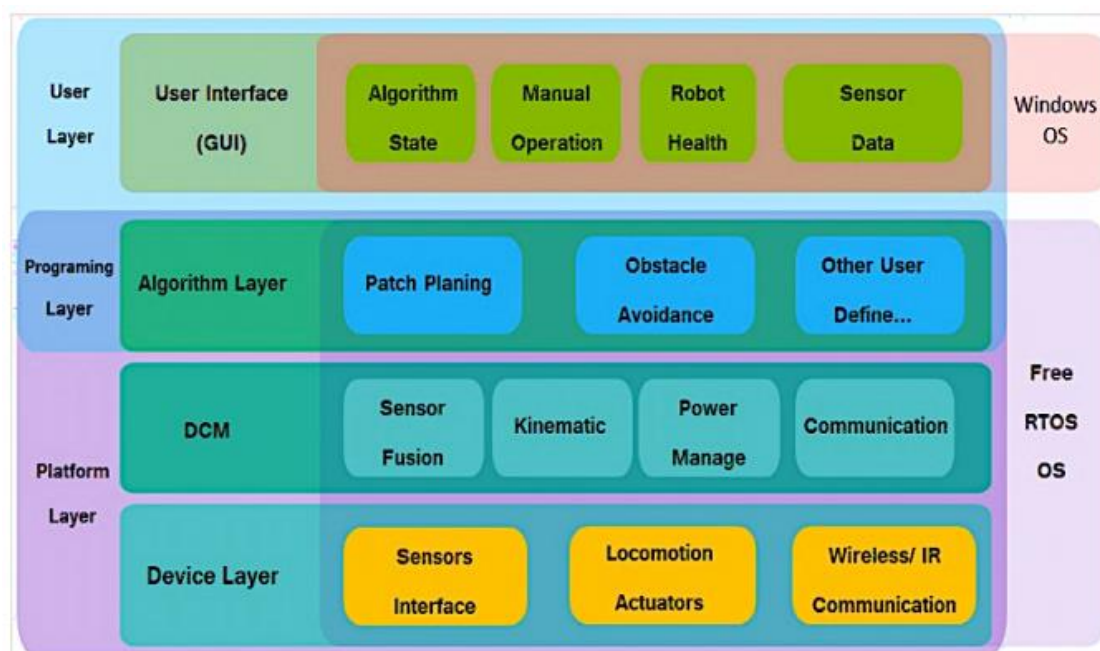 User
Layer
User Interface
(GUI)
Algorithm
State
Manual
Operation
Robot
Health
Sensor
Data
Windows
OS
Programing
Layer
Algorithm Layer
Patch Planing
Obstacle
Avoidance
Other User
Define...
Platform
Layer
DCM
Sensor
Fusion
Kinematic
Power
Manage
Communication
Device Layer
Sensors
Interface
Locomotion
Actuators
Wireless/ IR
Communication
Free
RTOS
OS